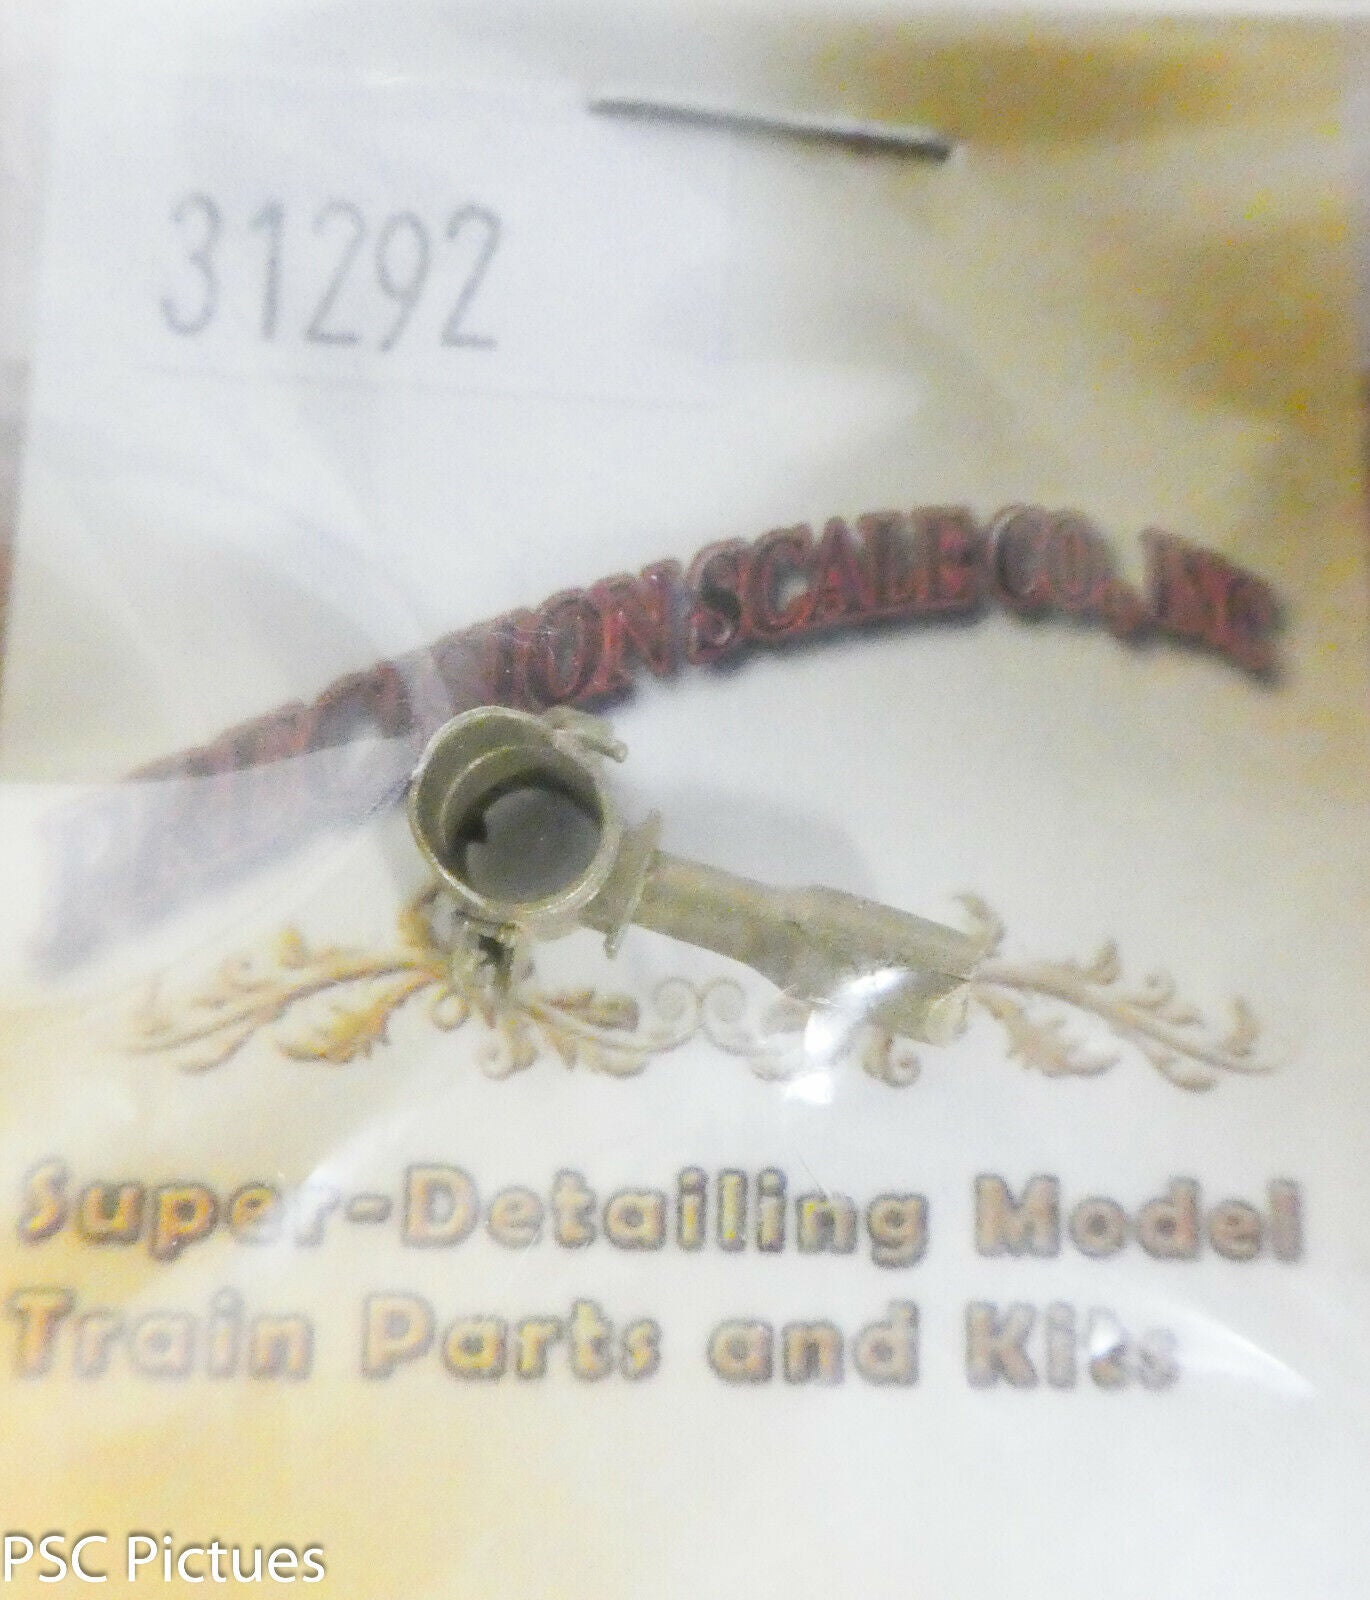 31292
SCALE CO., INC
Super-Detailing Model
Train Parts and Kits
PSC Pictues